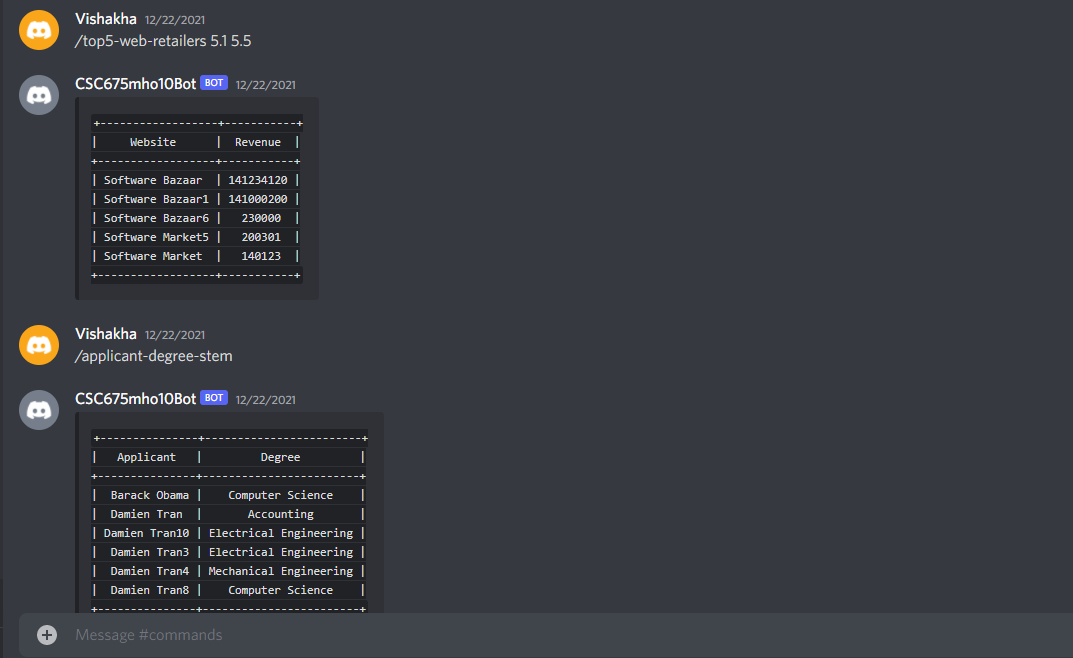 Vishakha 12/22/2021
/top5-web-retailers 5.1 5.5
CSC675mho10Bot BOT 12/22/2021
+------------------+-----------+
|     Website      |  Revenue  |
+------------------+-----------+
| Software Bazaar  | 141234120 |
| Software Bazaar1 | 141000200 |
| Software Bazaar6 |   230000  |
| Software Market5 |   200301  |
| Software Market  |   140123  |
+------------------+-----------+
Vishakha 12/22/2021
/applicant-degree-stem
CSC675mho10Bot BOT 12/22/2021
+---------------+------------------------+
|   Applicant   |         Degree         |
+---------------+------------------------+
|  Barack Obama |    Computer Science    |
|  Damien Tran  |       Accounting       |
| Damien Tran10 | Electrical Engineering |
|  Damien Tran3 | Electrical Engineering |
|  Damien Tran4 | Mechanical Engineering |
|  Damien Tran8 |    Computer Science    |
+---------------+------------------------+
Message #commands